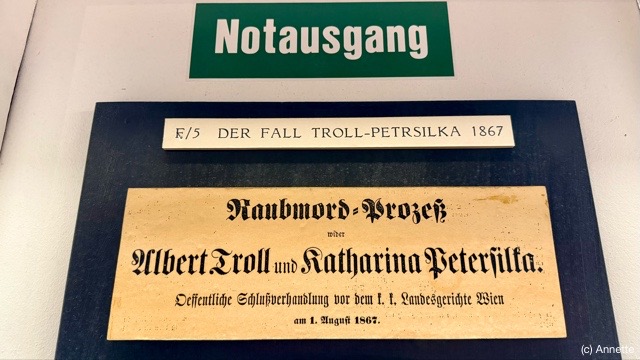 Notausgang
E/5 DER FALL TROLL-PETRSILKA 1867
Raubmord-Prozeß
wider
Albert Troll und Katharina Petersilka.
Oeffentliche Schlußverhandlung vor dem k. k. Landesgerichte Wien
am 1. August 1867.
(c) Annette